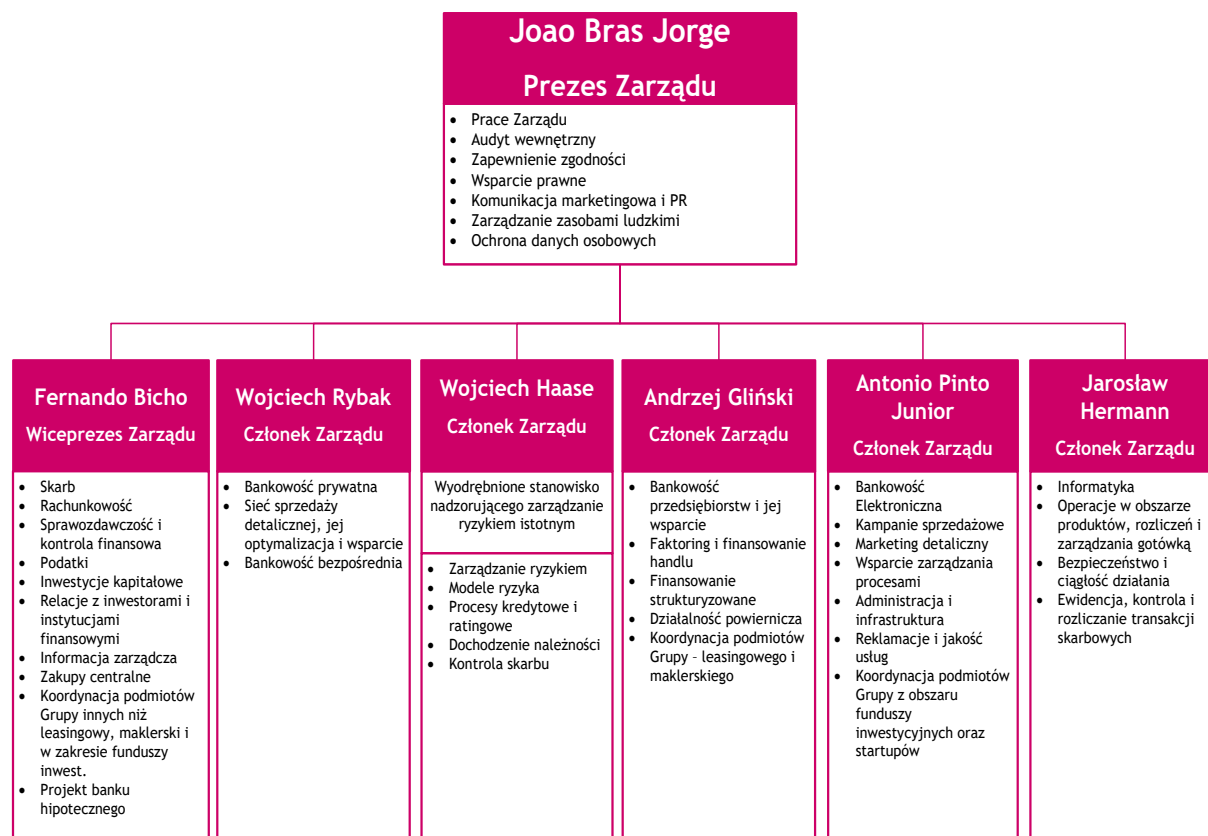 Joao Bras Jorge
Prezes Zarządu
• Prace Zarządu
• Audyt wewnętrzny
• Zapewnienie zgodności
• Wsparcie prawne
• Komunikacja marketingowa i PR
• Zarządzanie zasobami ludzkimi
• Ochrona danych osobowych
Fernando Bicho
Wiceprezes Zarządu
• Skarb
• Rachunkowość
• Sprawozdawczość i
kontrola finansowa
• Podatki
• Inwestycje kapitałowe
• Relacje z inwestorami i
instytucjami
finansowymi
• Informacja zarządcza
• Zakupy centralne
• Koordynacja podmiotów
Grupy innych niż
leasingowy, maklerski i
w zakresie funduszy
inwest.
• Projekt banku
hipotecznego
Wojciech Rybak
Członek Zarządu
• Bankowość prywatna
• Sieć sprzedaży
detalicznej, jej
optymalizacja i wsparcie
• Bankowość bezpośrednia
Wojciech Haase
Członek Zarządu
Wyodrębnione stanowisko
nadzorującego zarządzanie
ryzykiem istotnym
• Zarządzanie ryzykiem
• Modele ryzyka
• Procesy kredytowe i
ratingowe
• Dochodzenie należności
• Kontrola skarbu
Andrzej Gliński
Członek Zarządu
• Bankowość
przedsiębiorstw i jej
wsparcie
• Faktoring i finansowanie
handlu
• Finansowanie
strukturyzowane
• Działalność powiernicza
• Koordynacja podmiotów
Grupy – leasingowego i
maklerskiego
Antonio Pinto
Junior
Członek Zarządu
• Bankowość
Elektroniczna
• Kampanie sprzedażowe
• Marketing detaliczny
• Wsparcie zarządzania
procesami
• Administracja i
infrastruktura
• Reklamacje i jakość
usług
• Koordynacja podmiotów
Grupy z obszaru
funduszy
inwestycyjnych oraz
startupów
Jarosław
Hermann
Członek Zarządu
• Informatyka
• Operacje w obszarze
produktów, rozliczeń i
zarządzania gotówką
• Bezpieczeństwo i
ciągłość działania
• Ewidencja, kontrola i
rozliczanie transakcji
skarbowych